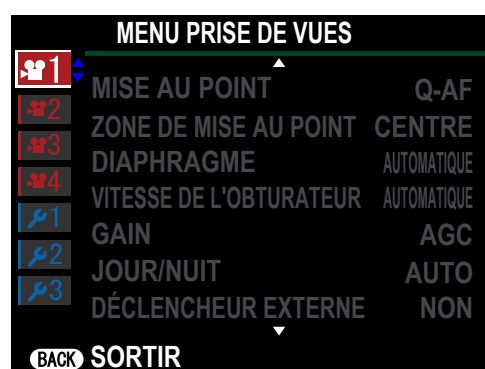 MENU PRISE DE VUES
1
MISE AU POINT Q-AF
2
ZONE DE MISE AU POINT CENTRE
3
DIAPHRAGME AUTOMATIQUE
4
VITESSE DE L'OBTURATEUR AUTOMATIQUE
1
GAIN AGC
2
JOUR/NUIT AUTO
3
DÉCLENCHEUR EXTERNE NON
BACK SORTIR